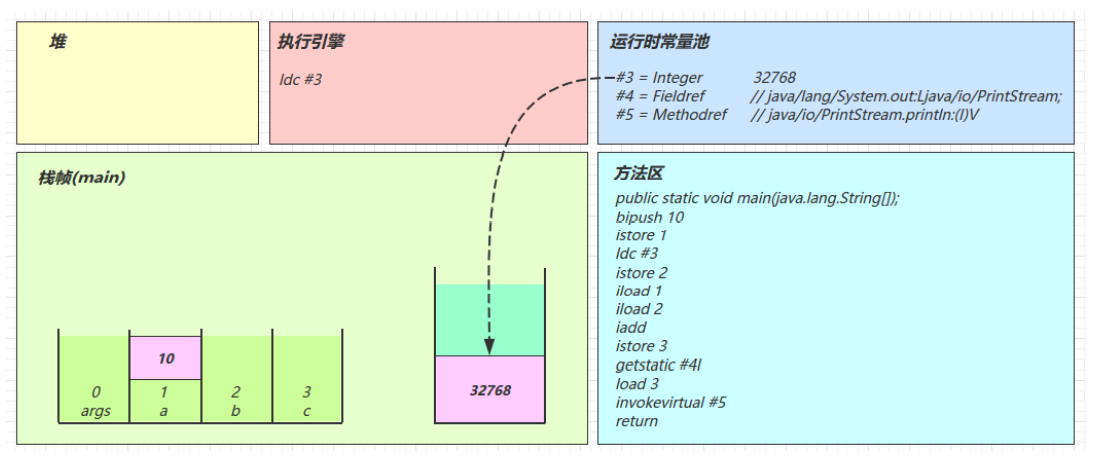 堆
执行引擎
ldc #3
运行时常量池
#3 = Integer 32768
#4 = Fieldref // java/lang/System.out:Ljava/io/PrintStream;
#5 = Methodref // java/io/PrintStream.println:(I)V
栈帧(main)
10
0 1 2 3
args a b c
32768
方法区
public static void main(java.lang.String[]);
bipush 10
istore 1
ldc #3
istore 2
iload 1
iload 2
iadd
istore 3
getstatic #4I
load 3
invokevirtual #5
return